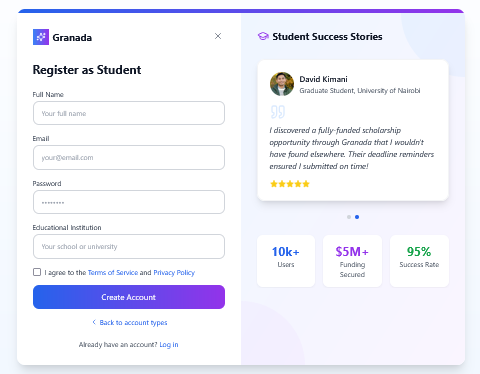 Granada
Register as Student
Full Name
Your full name
Email
your@email.com
Password
••••••••
Educational Institution
Your school or university
I agree to the Terms of Service and Privacy Policy
Create Account
Back to account types
Already have an account? Log in
Student Success Stories
David Kimani
Graduate Student, University of Nairobi
I discovered a fully-funded scholarship
opportunity through Granada that I wouldn't
have found elsewhere. Their deadline reminders
ensured I submitted on time!
10k+
Users
$5M+
Funding
Secured
95%
Success Rate